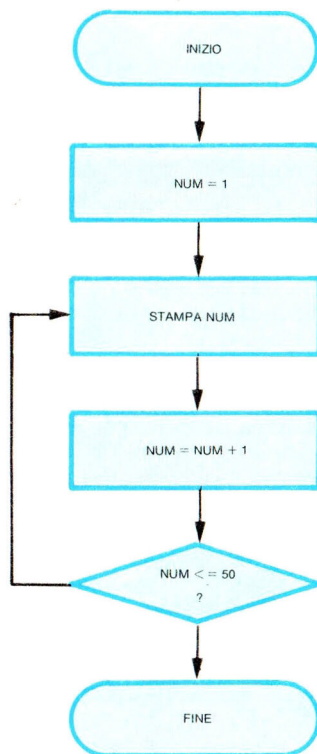 INIZIO
NUM = 1
STAMPA NUM
NUM = NUM + 1
NUM < = 50
?
FINE